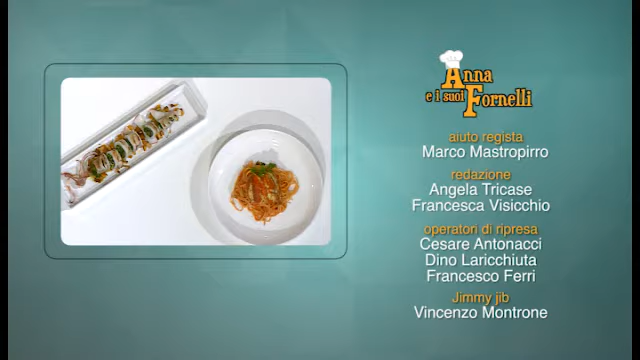 Anna
e i suoi Fornelli
aiuto regista
Marco Mastropirro
redazione
Angela Tricase
Francesca Visicchio
operatori di ripresa
Cesare Antonacci
Dino Laricchiuta
Francesco Ferri
Jimmy jib
Vincenzo Montrone